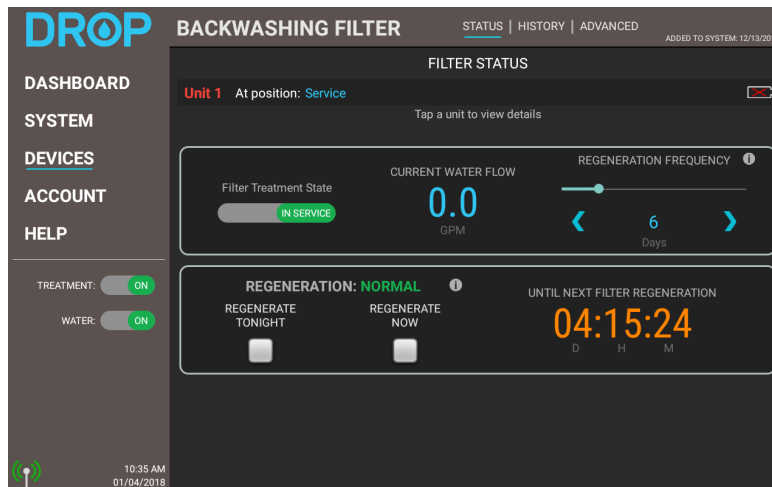 DROP
BACKWASHING FILTER
STATUS | HISTORY | ADVANCED
ADDED TO SYSTEM: 12/13/20
DASHBOARD
SYSTEM
DEVICES
ACCOUNT
HELP
TREATMENT: ON
WATER: ON
10:35 AM
01/04/2018
FILTER STATUS
Unit 1 At position: Service
Tap a unit to view details
Filter Treatment State
IN SERVICE
CURRENT WATER FLOW
0.0
GPM
REGENERATION FREQUENCY i
6
Days
REGENERATION: NORMAL i
REGENERATE
TONIGHT
REGENERATE
NOW
UNTIL NEXT FILTER REGENERATION
04:15:24
D H M